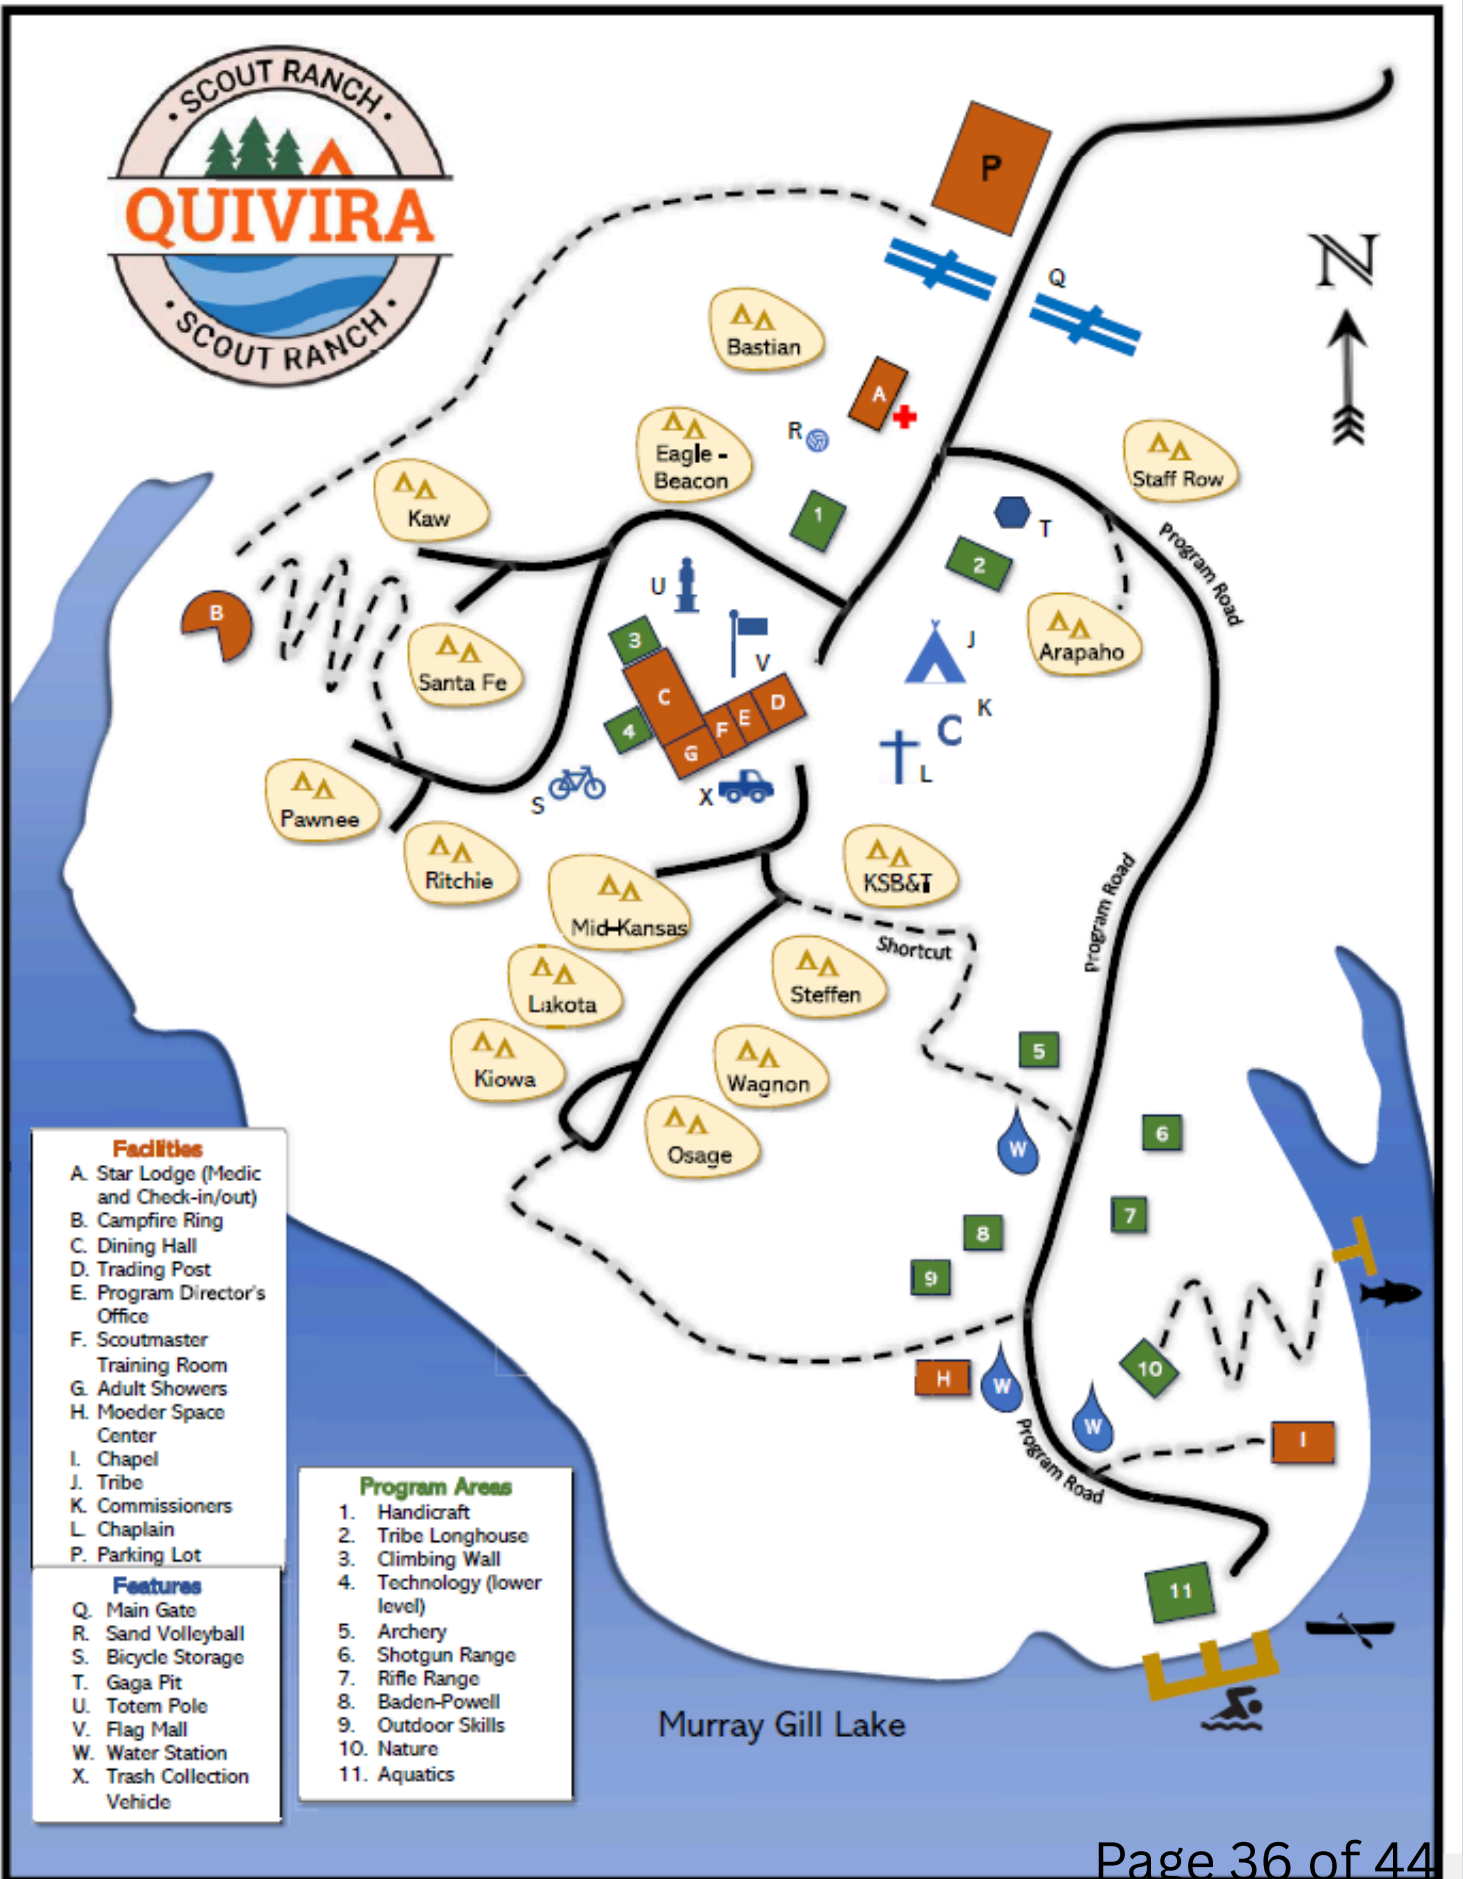 SCOUT RANCH
QUIVIRA
SCOUT RANCH
P
N
Q
Bastian
A
R
Eagle -
Beacon
Staff Row
Kaw
1
T
Program Road
2
U
B
3
J
Arapaho
V
Santa Fe
C
D
K
E
F
4
C
G
L
S
X
Pawnee
Ritchie
KSB&T
Mid-Kansas
Program Road
Shortcut
Lakota
Steffen
5
Kiowa
Wagnon
6
W
Osage
7
8
9
10
H
W
W
I
Program Road
11
Facilities
A. Star Lodge (Medic
and Check-in/out)
B. Campfire Ring
C. Dining Hall
D. Trading Post
E. Program Director's
Office
F. Scoutmaster
Training Room
G. Adult Showers
H. Moeder Space
Center
I. Chapel
J. Tribe
K. Commissioners
L. Chaplain
P. Parking Lot
Features
Q. Main Gate
R. Sand Volleyball
S. Bicycle Storage
T. Gaga Pit
U. Totem Pole
V. Flag Mall
W. Water Station
X. Trash Collection
Vehicle
Program Areas
1. Handicraft
2. Tribe Longhouse
3. Climbing Wall
4. Technology (lower
level)
5. Archery
6. Shotgun Range
7. Rifle Range
8. Baden-Powell
9. Outdoor Skills
10. Nature
11. Aquatics
Murray Gill Lake
Page 36 of 44